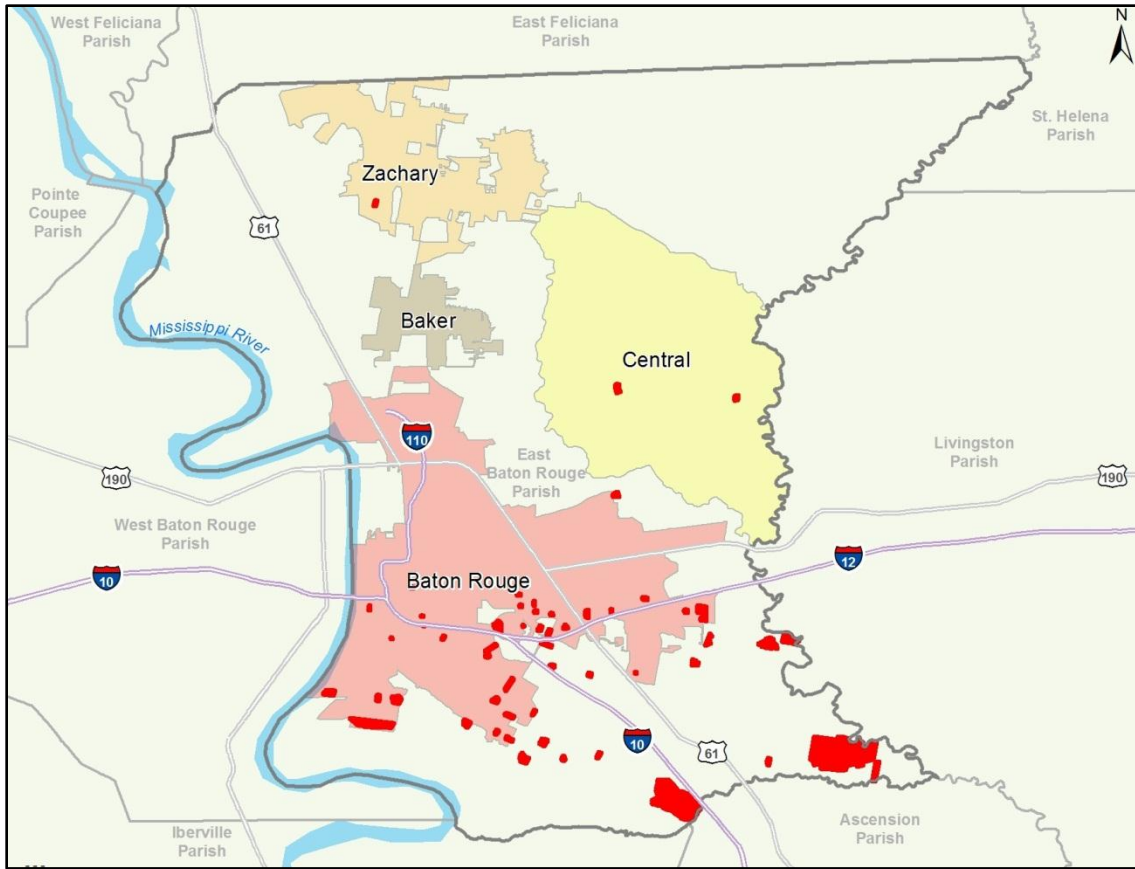 West Feliciana
Parish
East Feliciana
Parish
N
St. Helena
Parish
Zachary
Pointe
Coupee
Parish
61
Baker
Mississippi River
Central
110
East
Baton Rouge
Parish
Livingston
Parish
190
190
West Baton Rouge
Parish
12
10
Baton Rouge
10
61
Iberville
Parish
Ascension
Parish